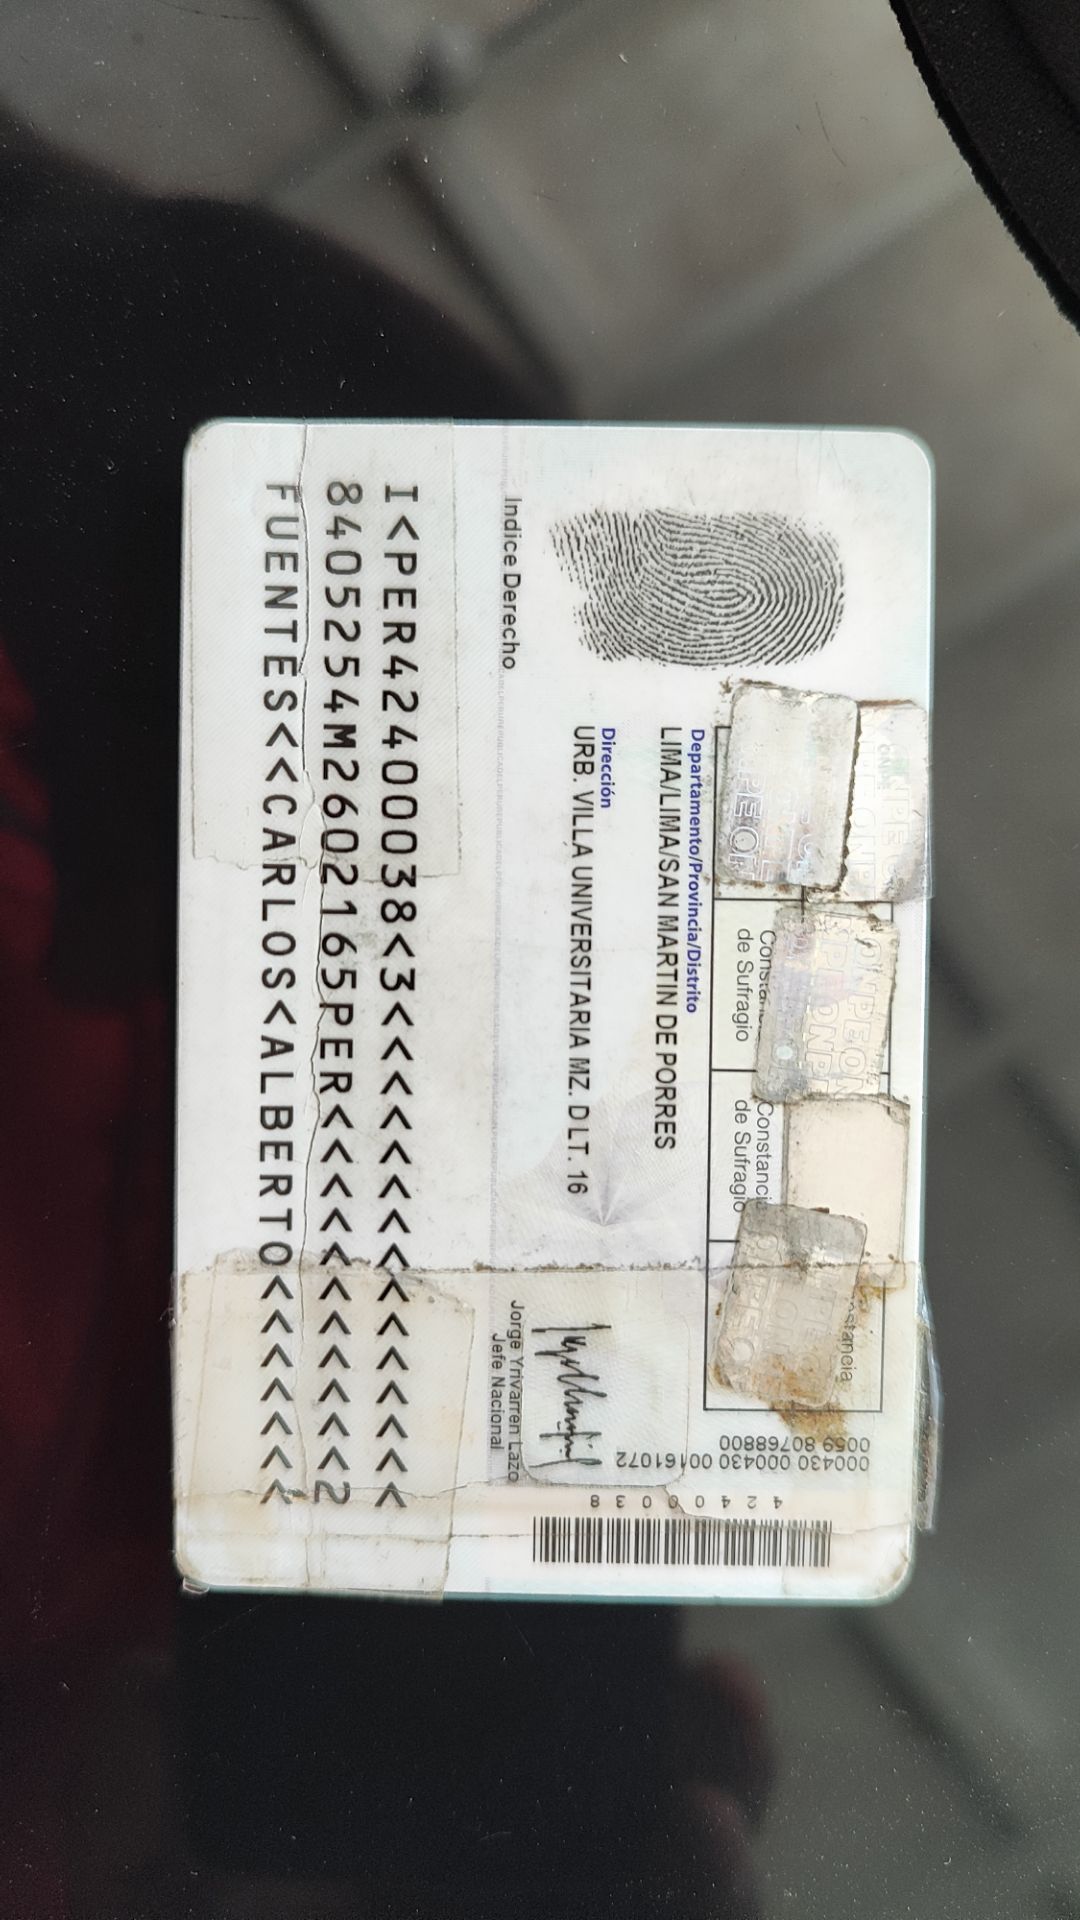 Constancia
de Sufragio
Constancia
de Sufragio
Departamento/Provincia/Distrito
LIMA/LIMA/SAN MARTIN DE PORRES
Dirección
URB. VILLA UNIVERSITARIA MZ. D LT. 16
Indice Derecho
Jorge Yrivarren Lazo
Jefe Nacional
0059 80768800
000430 000430 00161072
42400038
I<PER42400038<3<<<<<<<<<<<<<<<
8405254M2602165PER<<<<<<<<<<<2
FUENTES<<CARLOS<ALBERTO<<<<<<<